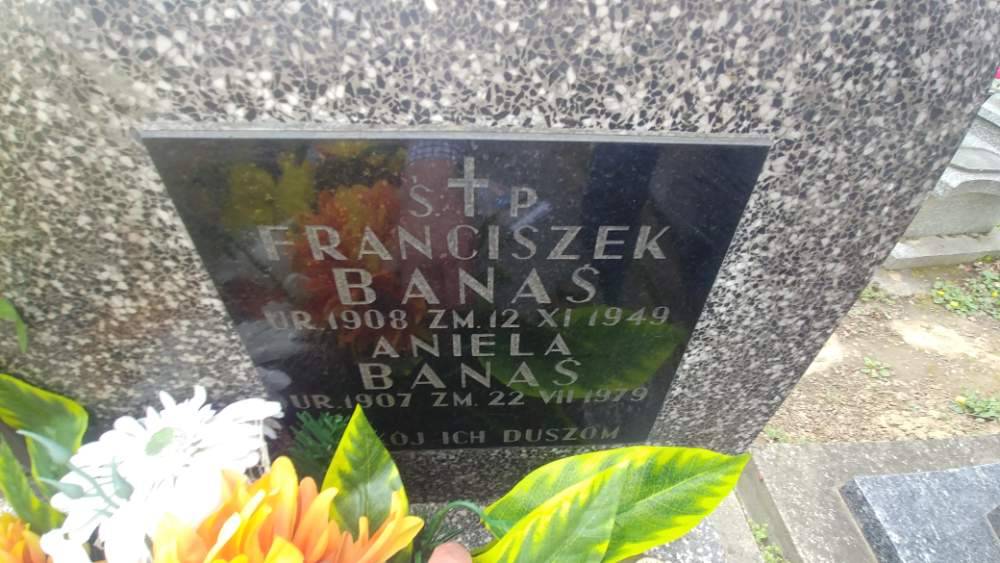 Ś. P
FRANCISZEK
BANAŚ
UR. 1908 ZM. 12 XI 1949
ANIELA
BANAŚ
UR. 1907 ZM. 22 VII 1979
ICH DUSZOM